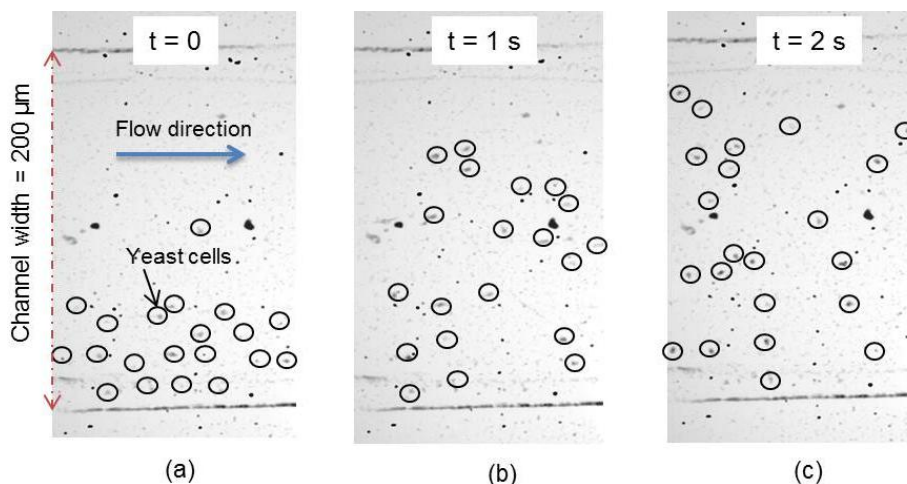 t = 0
t = 1 s
t = 2 s
Channel width = 200 µm
Flow direction
Yeast cells
(a)
(b)
(c)